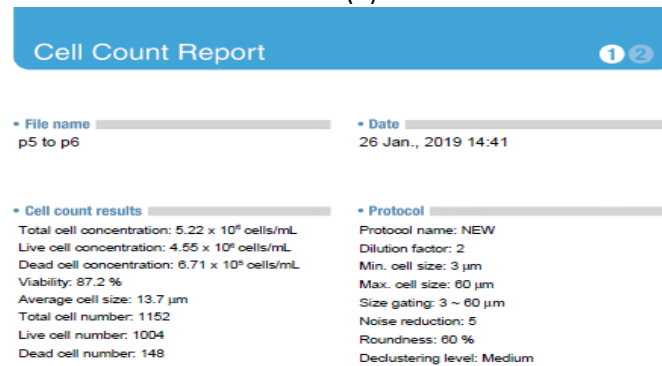 Cell Count Report
1 2
• File name
p5 to p6
• Date
26 Jan., 2019 14:41
• Cell count results
Total cell concentration: 5.22 x 10⁶ cells/mL
Live cell concentration: 4.55 x 10⁶ cells/mL
Dead cell concentration: 6.71 x 10⁵ cells/mL
Viability: 87.2 %
Average cell size: 13.7 μm
Total cell number: 1152
Live cell number: 1004
Dead cell number: 148
• Protocol
Protocol name: NEW
Dilution factor: 2
Min. cell size: 3 μm
Max. cell size: 60 μm
Size gating: 3 ~ 60 μm
Noise reduction: 5
Roundness: 60 %
Declustering level: Medium